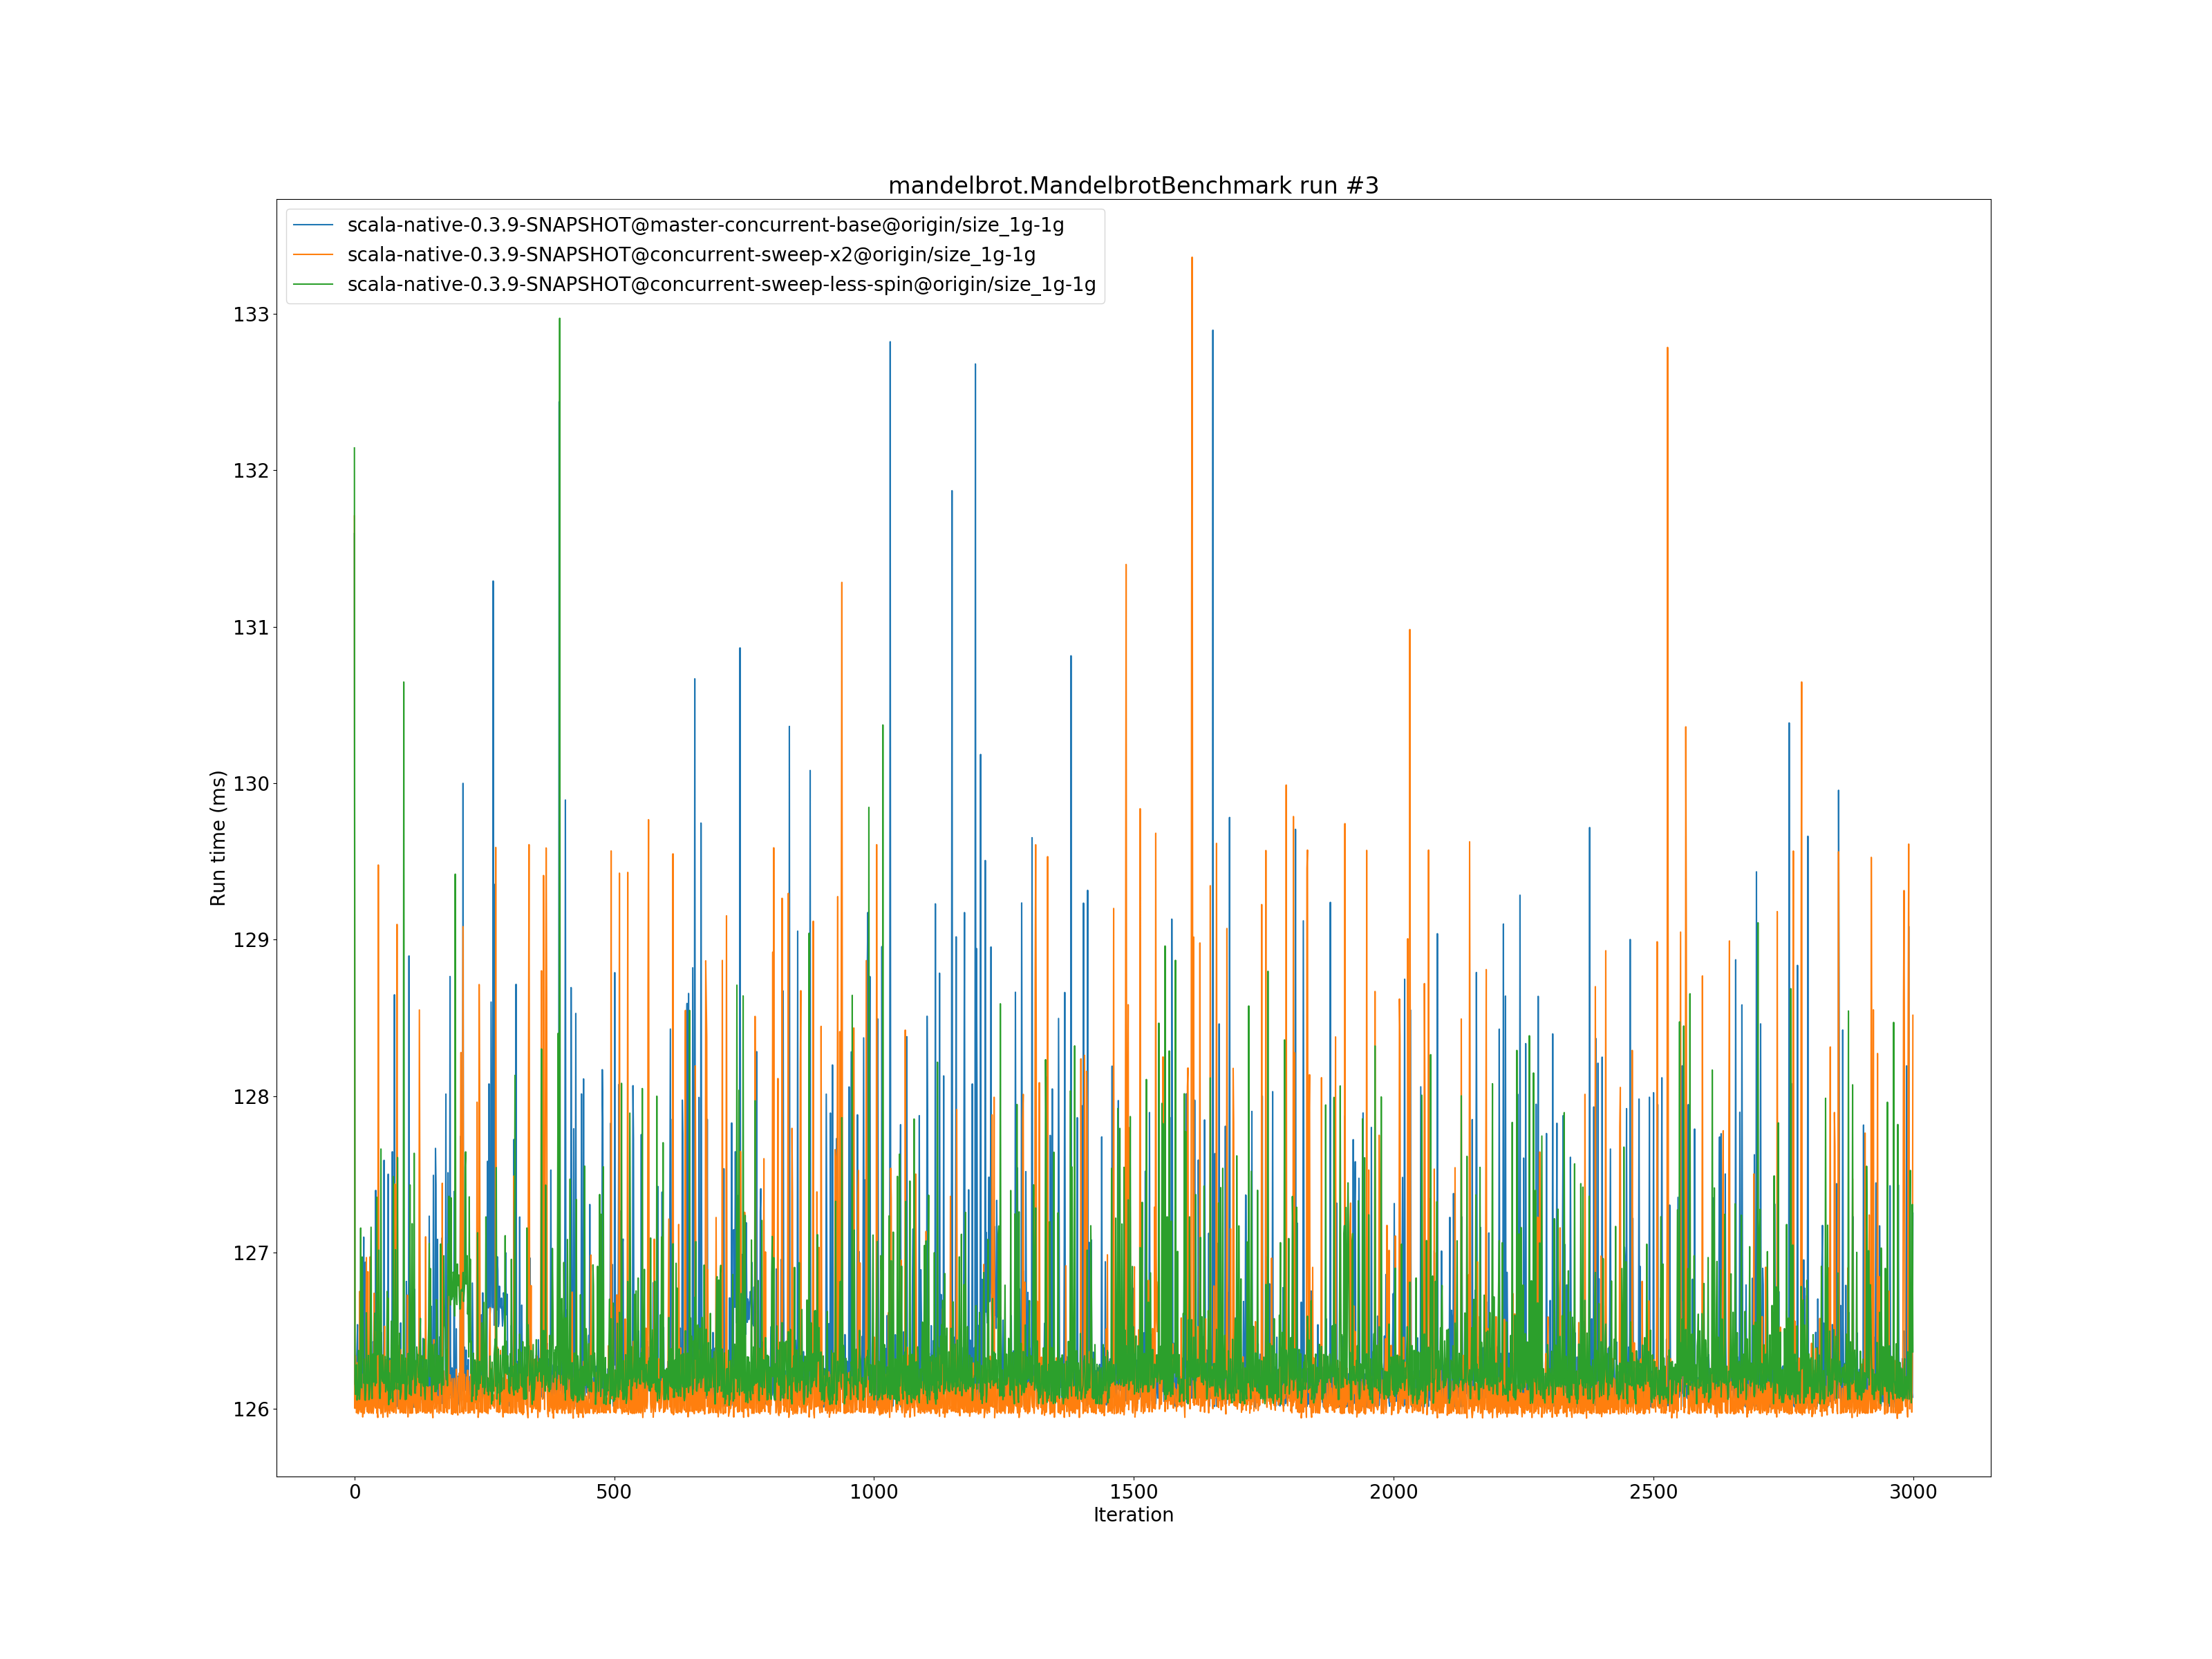 mandelbrot.MandelbrotBenchmark run #3
scala-native-0.3.9-SNAPSHOT@master-concurrent-base@origin/size_1g-1g
scala-native-0.3.9-SNAPSHOT@concurrent-sweep-x2@origin/size_1g-1g
scala-native-0.3.9-SNAPSHOT@concurrent-sweep-less-spin@origin/size_1g-1g
133
132
131
130
129
128
127
126
Run time (ms)
0 500 1000 1500 2000 2500 3000
Iteration